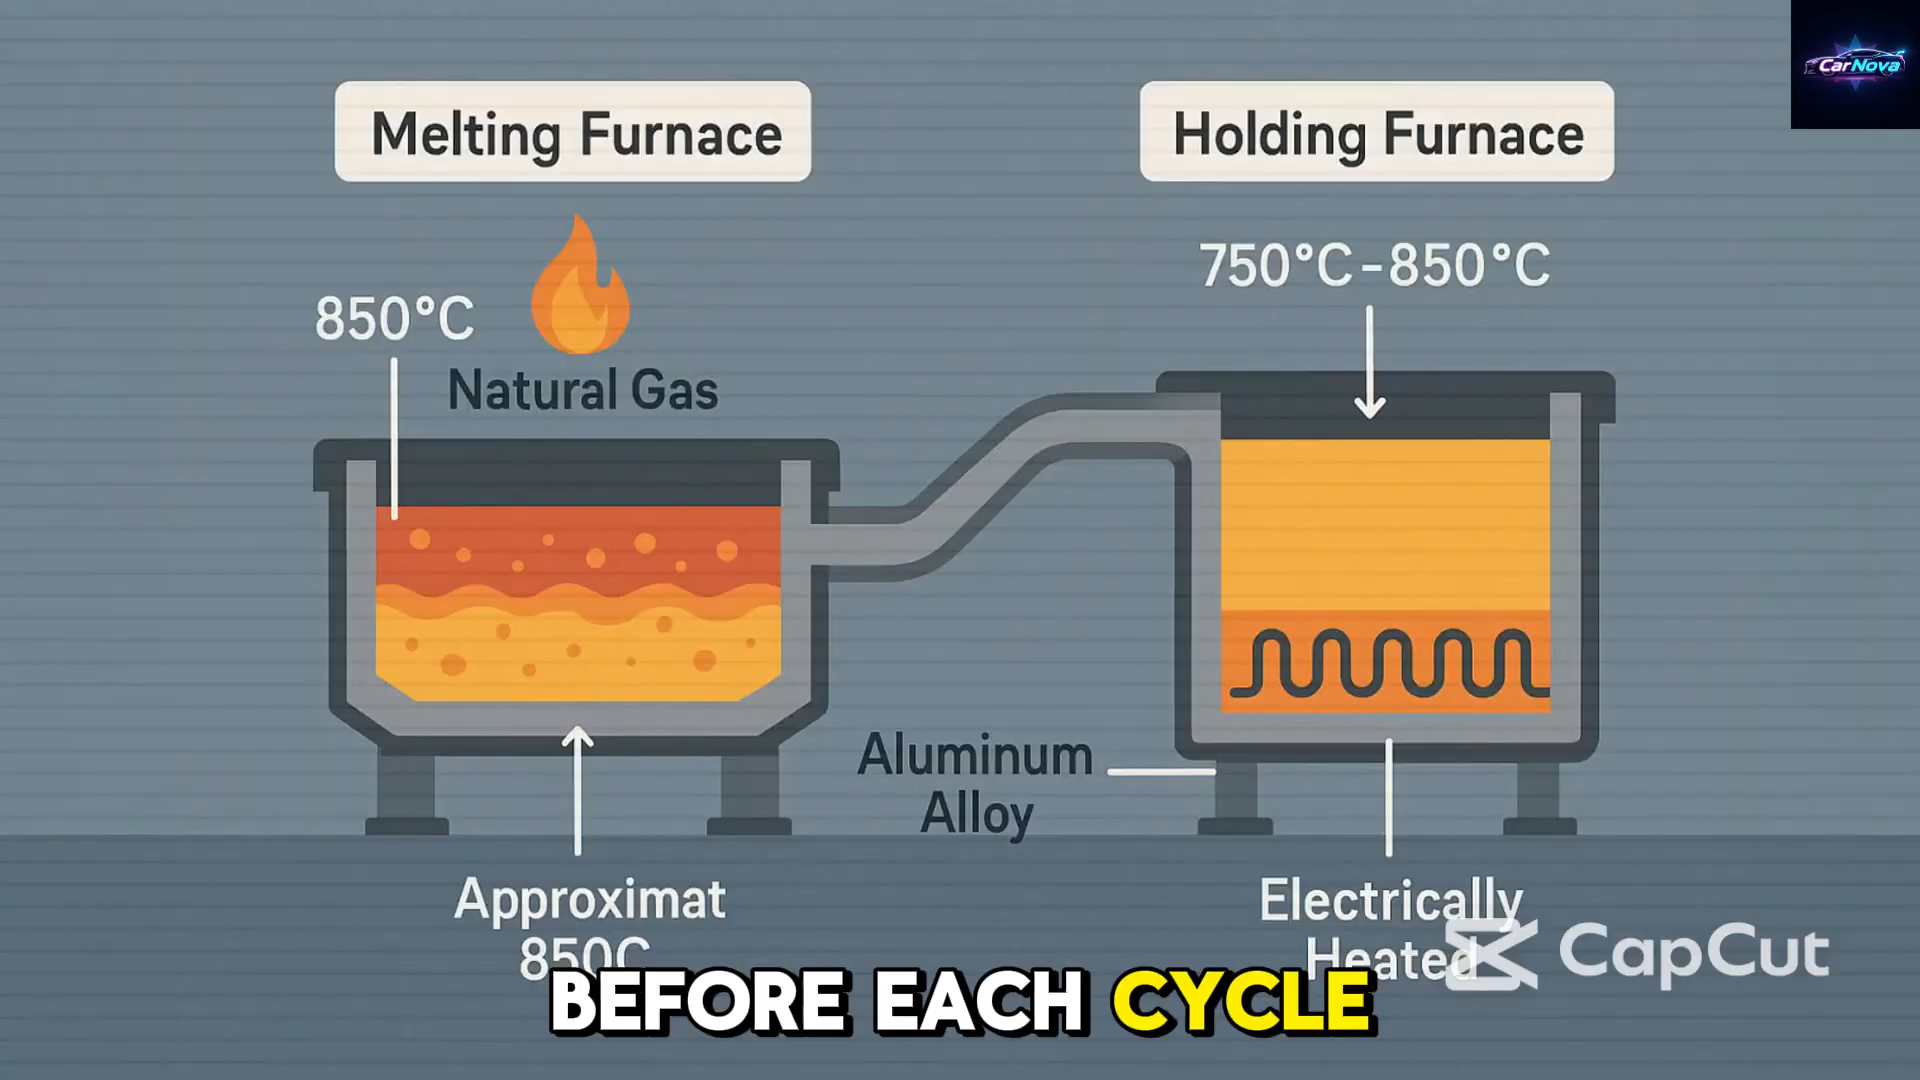 CarNova
Melting Furnace
Holding Furnace
850°C
Natural Gas
750°C-850°C
Aluminum
Alloy
Approximat
850C
Electrically
Heated
CapCut
BEFORE EACH CYCLE